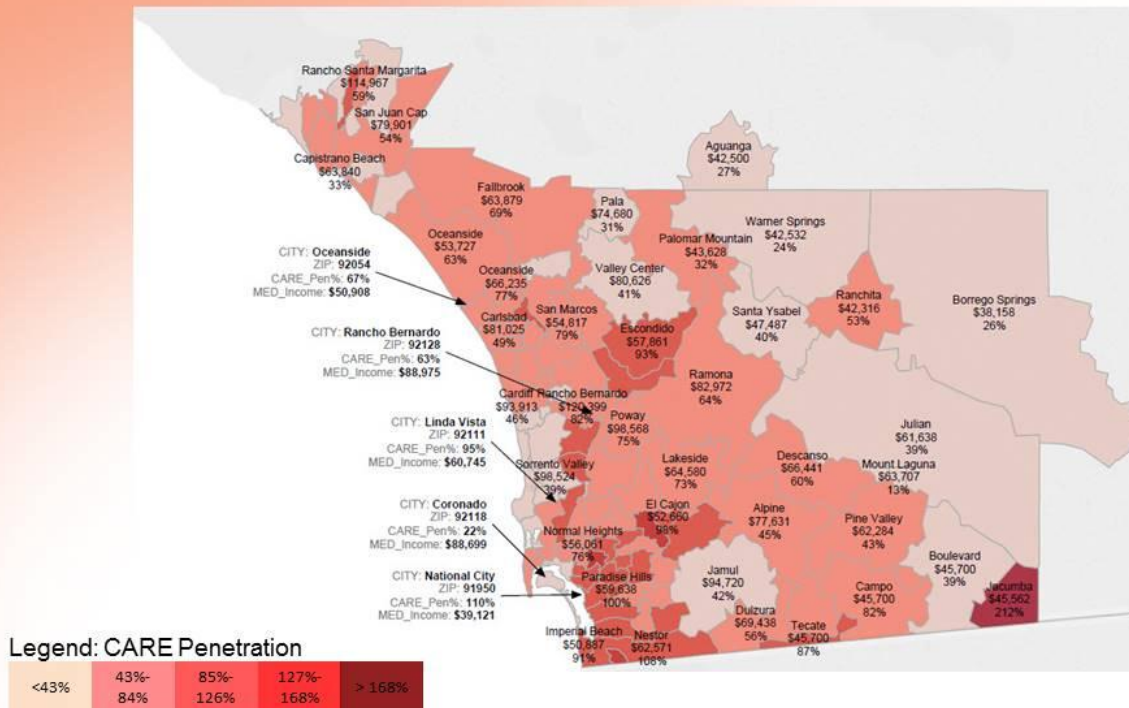 Rancho Santa Margarita
$114,967
59%
San Juan Cap
$79,901
54%
Capistrano Beach
$63,840
33%
Aguanga
$42,500
27%
Fallbrook
$63,879
69%
Pala
$74,680
31%
Warner Springs
$42,532
24%
Oceanside
$53,727
63%
Palomar Mountain
$43,628
32%
CITY: Oceanside
ZIP: 92054
CARE_Pen%: 67%
MED_Income: $50,908
Oceanside
$66,235
77%
Valley Center
$80,626
41%
Ranchita
$42,316
53%
Borrego Springs
$38,158
26%
Carlsbad
$81,025
49%
San Marcos
$54,817
79%
Santa Ysabel
$47,487
40%
Escondido
$57,861
93%
CITY: Rancho Bernardo
ZIP: 92128
CARE_Pen%: 63%
MED_Income: $88,975
Ramona
$82,972
64%
Cardiff
$93,913
46%
Rancho Bernardo
$120,399
82%
Poway
$98,568
75%
Julian
$61,638
39%
CITY: Linda Vista
ZIP: 92111
CARE_Pen%: 95%
MED_Income: $60,745
Sorrento Valley
$98,524
39%
Lakeside
$64,580
73%
Descanso
$66,441
60%
Mount Laguna
$63,707
13%
CITY: Coronado
ZIP: 92118
CARE_Pen%: 22%
MED_Income: $88,699
El Cajon
$52,660
98%
Alpine
$77,631
45%
Pine Valley
$62,284
43%
Normal Heights
$56,061
76%
Boulevard
$45,700
39%
CITY: National City
ZIP: 91950
CARE_Pen%: 110%
MED_Income: $39,121
Paradise Hills
$59,638
100%
Jamul
$94,720
42%
Campo
$45,700
82%
Jacumba
$45,562
212%
Dulzura
$69,438
56%
Tecate
$45,700
87%
Imperial Beach
$50,887
91%
Nestor
$62,571
108%
Legend: CARE Penetration
<43%
43%-
84%
85%-
126%
127%-
168%
> 168%